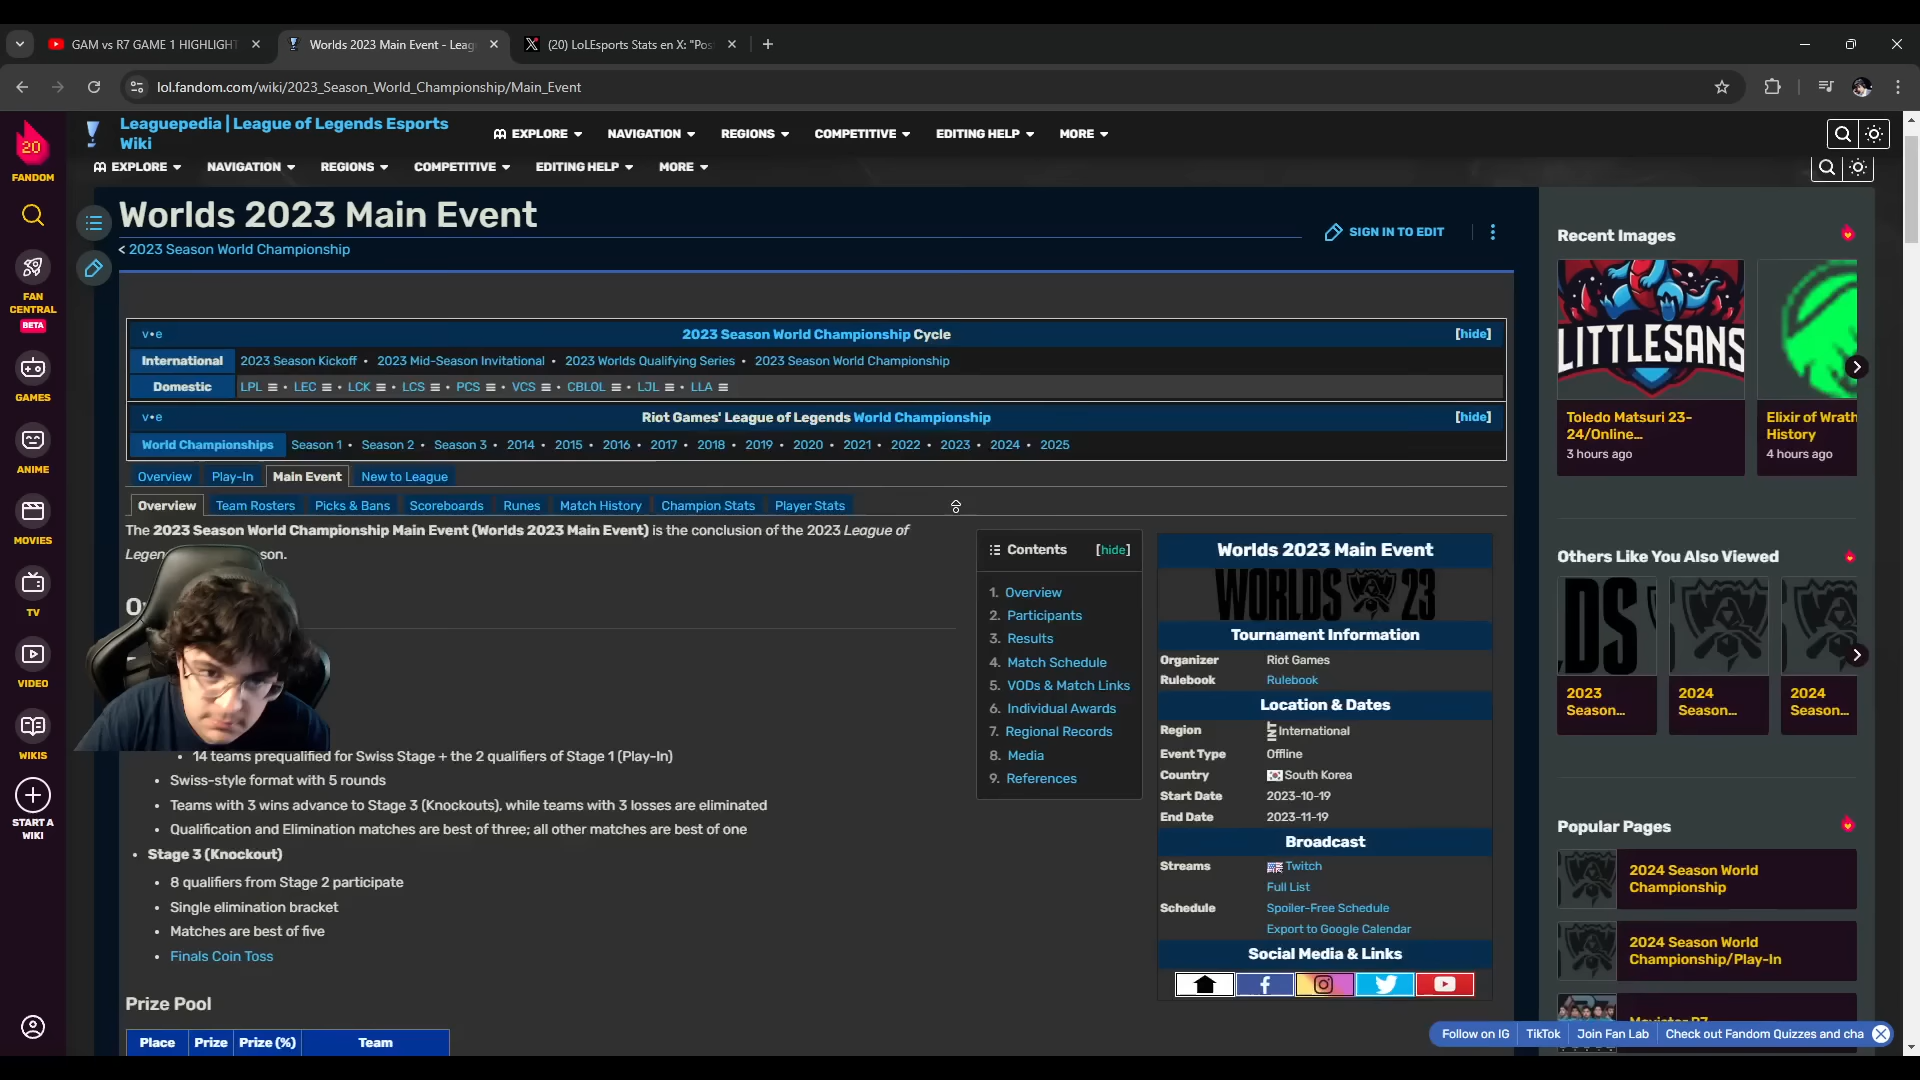 GAM vs R7 GAME 1 HIGHLIGHT
Worlds 2023 Main Event - Leag
(20) LoLEsports Stats en X: "Pos
lol.fandom.com/wiki/2023_Season_World_Championship/Main_Event
Leaguepedia | League of Legends Esports
Wiki
EXPLORE
NAVIGATION
REGIONS
COMPETITIVE
EDITING HELP
MORE
EXPLORE
NAVIGATION
REGIONS
COMPETITIVE
EDITING HELP
MORE
20
FANDOM
FAN
CENTRAL
BETA
GAMES
ANIME
MOVIES
TV
VIDEO
WIKIS
START A
WIKI
Worlds 2023 Main Event
< 2023 Season World Championship
SIGN IN TO EDIT
v•e
2023 Season World Championship Cycle
[hide]
International
2023 Season Kickoff • 2023 Mid-Season Invitational • 2023 Worlds Qualifying Series • 2023 Season World Championship
Domestic
LPL • LEC • LCK • LCS • PCS • VCS • CBLOL • LJL • LLA
v•e
Riot Games' League of Legends World Championship
[hide]
World Championships
Season 1 • Season 2 • Season 3 • 2014 • 2015 • 2016 • 2017 • 2018 • 2019 • 2020 • 2021 • 2022 • 2023 • 2024 • 2025
Overview
Play-In
Main Event
New to League
Overview
Team Rosters
Picks & Bans
Scoreboards
Runes
Match History
Champion Stats
Player Stats
The 2023 Season World Championship Main Event (Worlds 2023 Main Event) is the conclusion of the 2023 League of
Legen son.
• 14 teams prequalified for Swiss Stage + the 2 qualifiers of Stage 1 (Play-In)
• Swiss-style format with 5 rounds
• Teams with 3 wins advance to Stage 3 (Knockouts), while teams with 3 losses are eliminated
• Qualification and Elimination matches are best of three; all other matches are best of one
• Stage 3 (Knockout)
• 8 qualifiers from Stage 2 participate
• Single elimination bracket
• Matches are best of five
• Finals Coin Toss
Prize Pool
Place
Prize
Prize (%)
Team
Contents [hide]
1. Overview
2. Participants
3. Results
4. Match Schedule
5. VODs & Match Links
6. Individual Awards
7. Regional Records
8. Media
9. References
Worlds 2023 Main Event
WORLDS 23
Tournament Information
Organizer
Riot Games
Rulebook
Rulebook
Location & Dates
Region
INT International
Event Type
Offline
Country
South Korea
Start Date
2023-10-19
End Date
2023-11-19
Broadcast
Streams
Twitch
Full List
Schedule
Spoiler-Free Schedule
Export to Google Calendar
Social Media & Links
Recent Images
LITTLESANS
Toledo Matsuri 23-
24/Online...
3 hours ago
Elixir of Wrath
History
4 hours ago
Others Like You Also Viewed
DS
2023
Season...
2024
Season...
2024
Season...
Popular Pages
2024 Season World
Championship
2024 Season World
Championship/Play-In
Movistar R7
Follow on IG
TikTok
Join Fan Lab
Check out Fandom Quizzes and cha